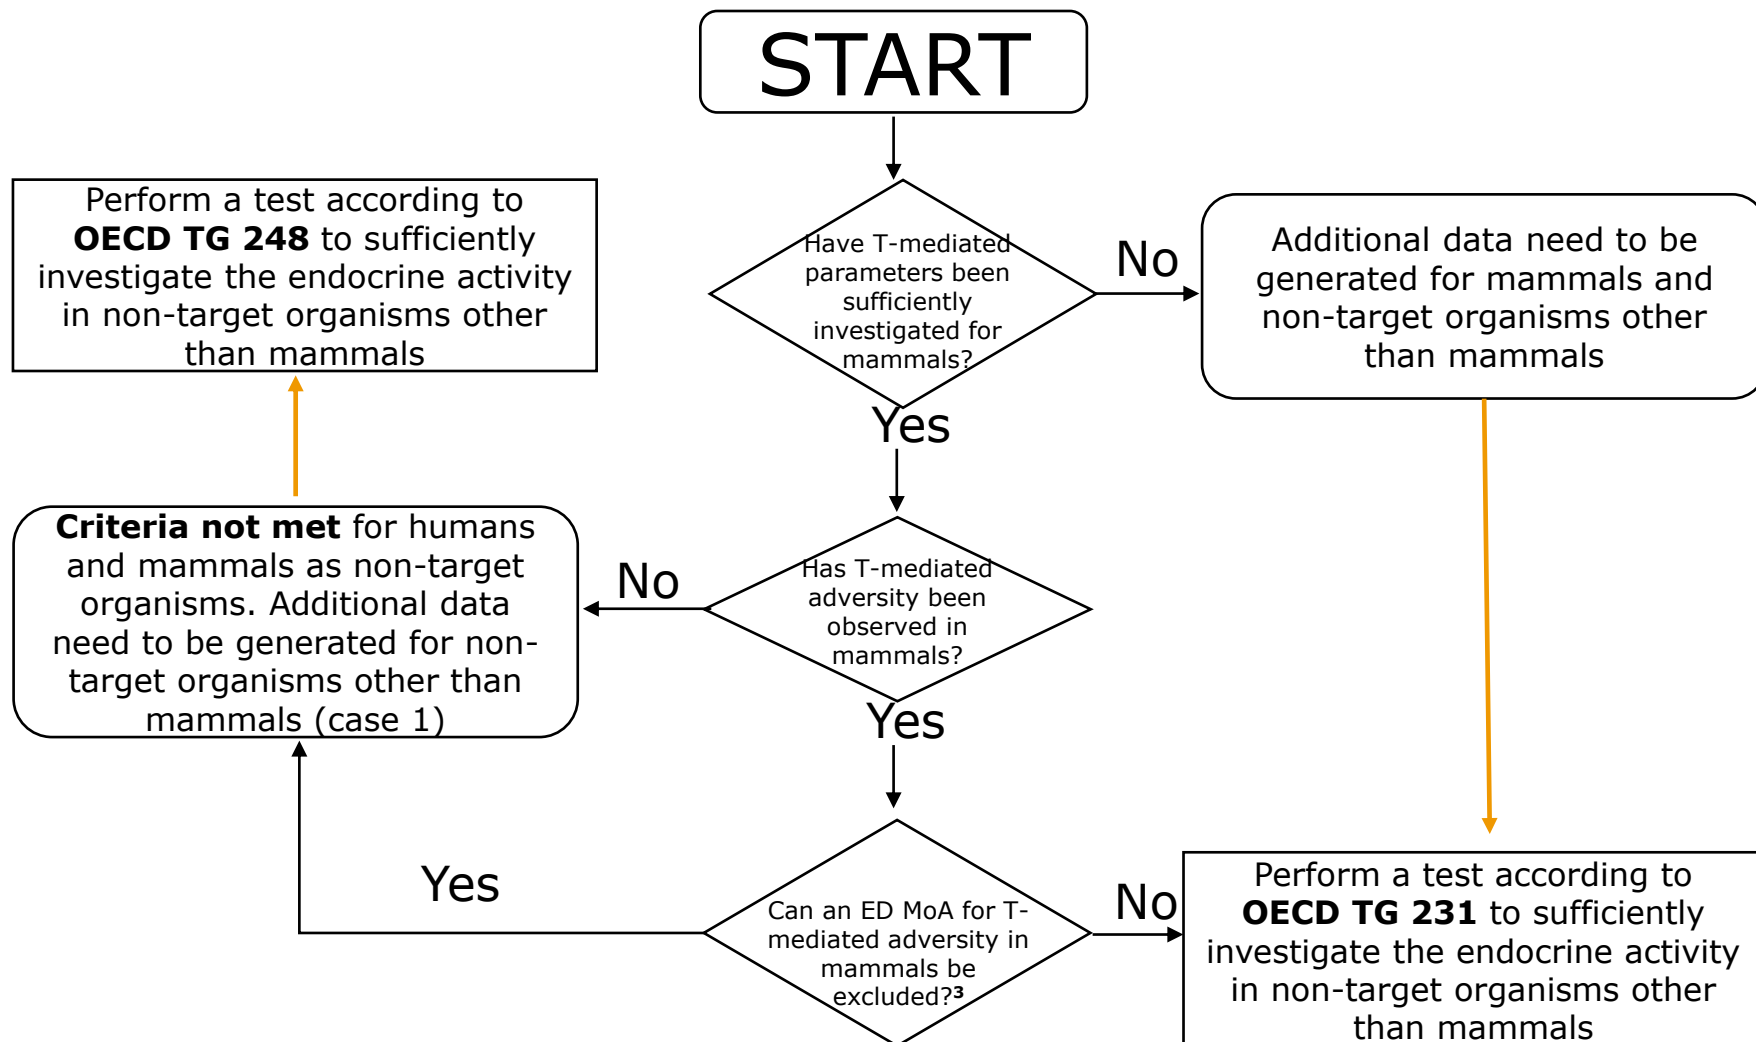 START
Perform a test according to
OECD TG 248 to sufficiently
investigate the endocrine activity
in non-target organisms other
than mammals
Have T-mediated
parameters been
sufficiently
investigated for
mammals?
No
Additional data need to be
generated for mammals and
non-target organisms other
than mammals
Yes
Criteria not met for humans
and mammals as non-target
organisms. Additional data
need to be generated for non-
target organisms other than
mammals (case 1)
No
Has T-mediated
adversity been
observed in
mammals?
Yes
Yes
Can an ED MoA for T-
mediated adversity in
mammals be
excluded?³
No
Perform a test according to
OECD TG 231 to sufficiently
investigate the endocrine activity
in non-target organisms other
than mammals